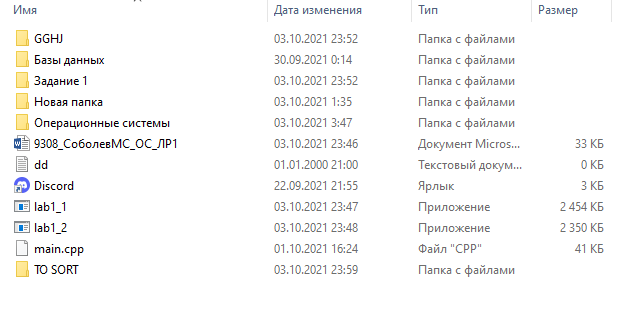 Имя Дата изменения Тип Размер
GGHJ 03.10.2021 23:52 Папка с файлами
Базы данных 30.09.2021 0:14 Папка с файлами
Задание 1 03.10.2021 23:52 Папка с файлами
Новая папка 03.10.2021 1:35 Папка с файлами
Операционные системы 03.10.2021 3:47 Папка с файлами
9308_СоболевМС_ОС_ЛР1 03.10.2021 23:46 Документ Micros... 33 КБ
dd 01.01.2000 21:00 Текстовый докум... 0 КБ
Discord 22.09.2021 21:55 Ярлык 3 КБ
lab1_1 03.10.2021 23:47 Приложение 2 454 КБ
lab1_2 03.10.2021 23:48 Приложение 2 350 КБ
main.cpp 01.10.2021 16:24 Файл "CPP" 41 КБ
TO SORT 03.10.2021 23:59 Папка с файлами